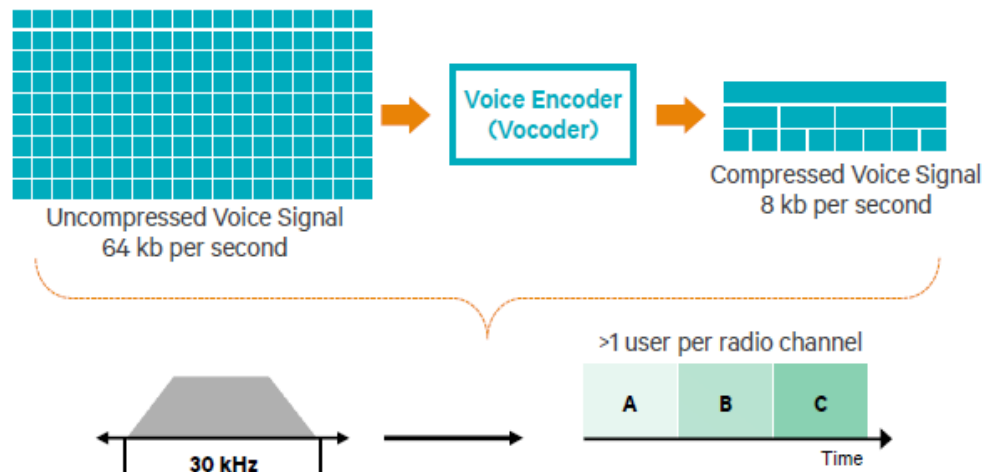 Voice Encoder
(Vocoder)
Uncompressed Voice Signal
64 kb per second
Compressed Voice Signal
8 kb per second
>1 user per radio channel
A
B
C
30 kHz
Time